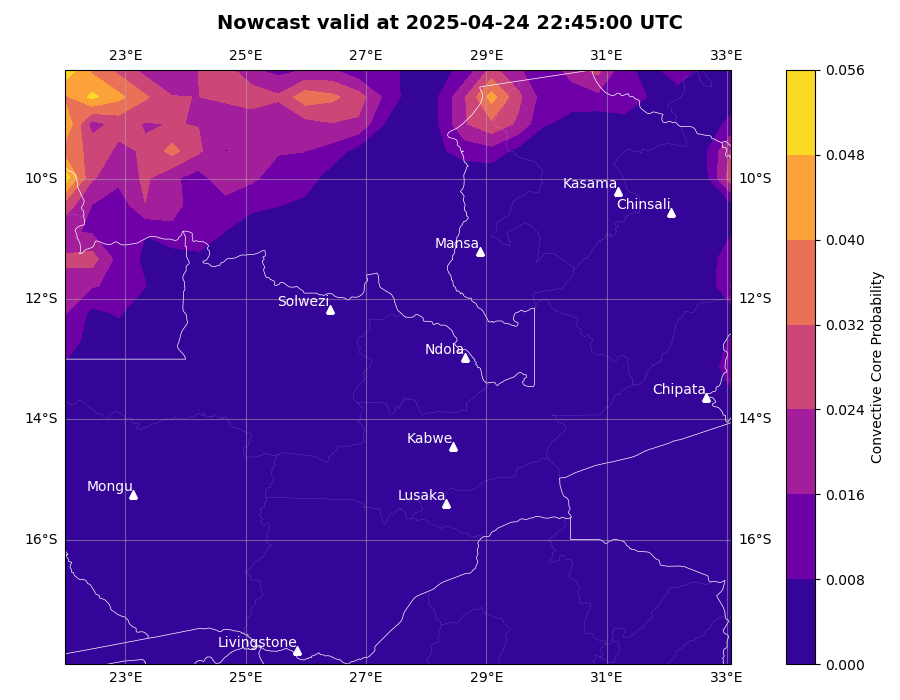 Nowcast valid at 2025-04-24 22:45:00 UTC
23°E 25°E 27°E 29°E 31°E 33°E
0.056
0.048
10°S Kasama 10°S
Chinsali
0.040
Mansa
12°S Solwezi 12°S
0.032
Ndola
Chipata
0.024
14°S 14°S
Kabwe
Mongu Lusaka
0.016
16°S 16°S
0.008
Livingstone
0.000
23°E 25°E 27°E 29°E 31°E 33°E
Convective Core Probability